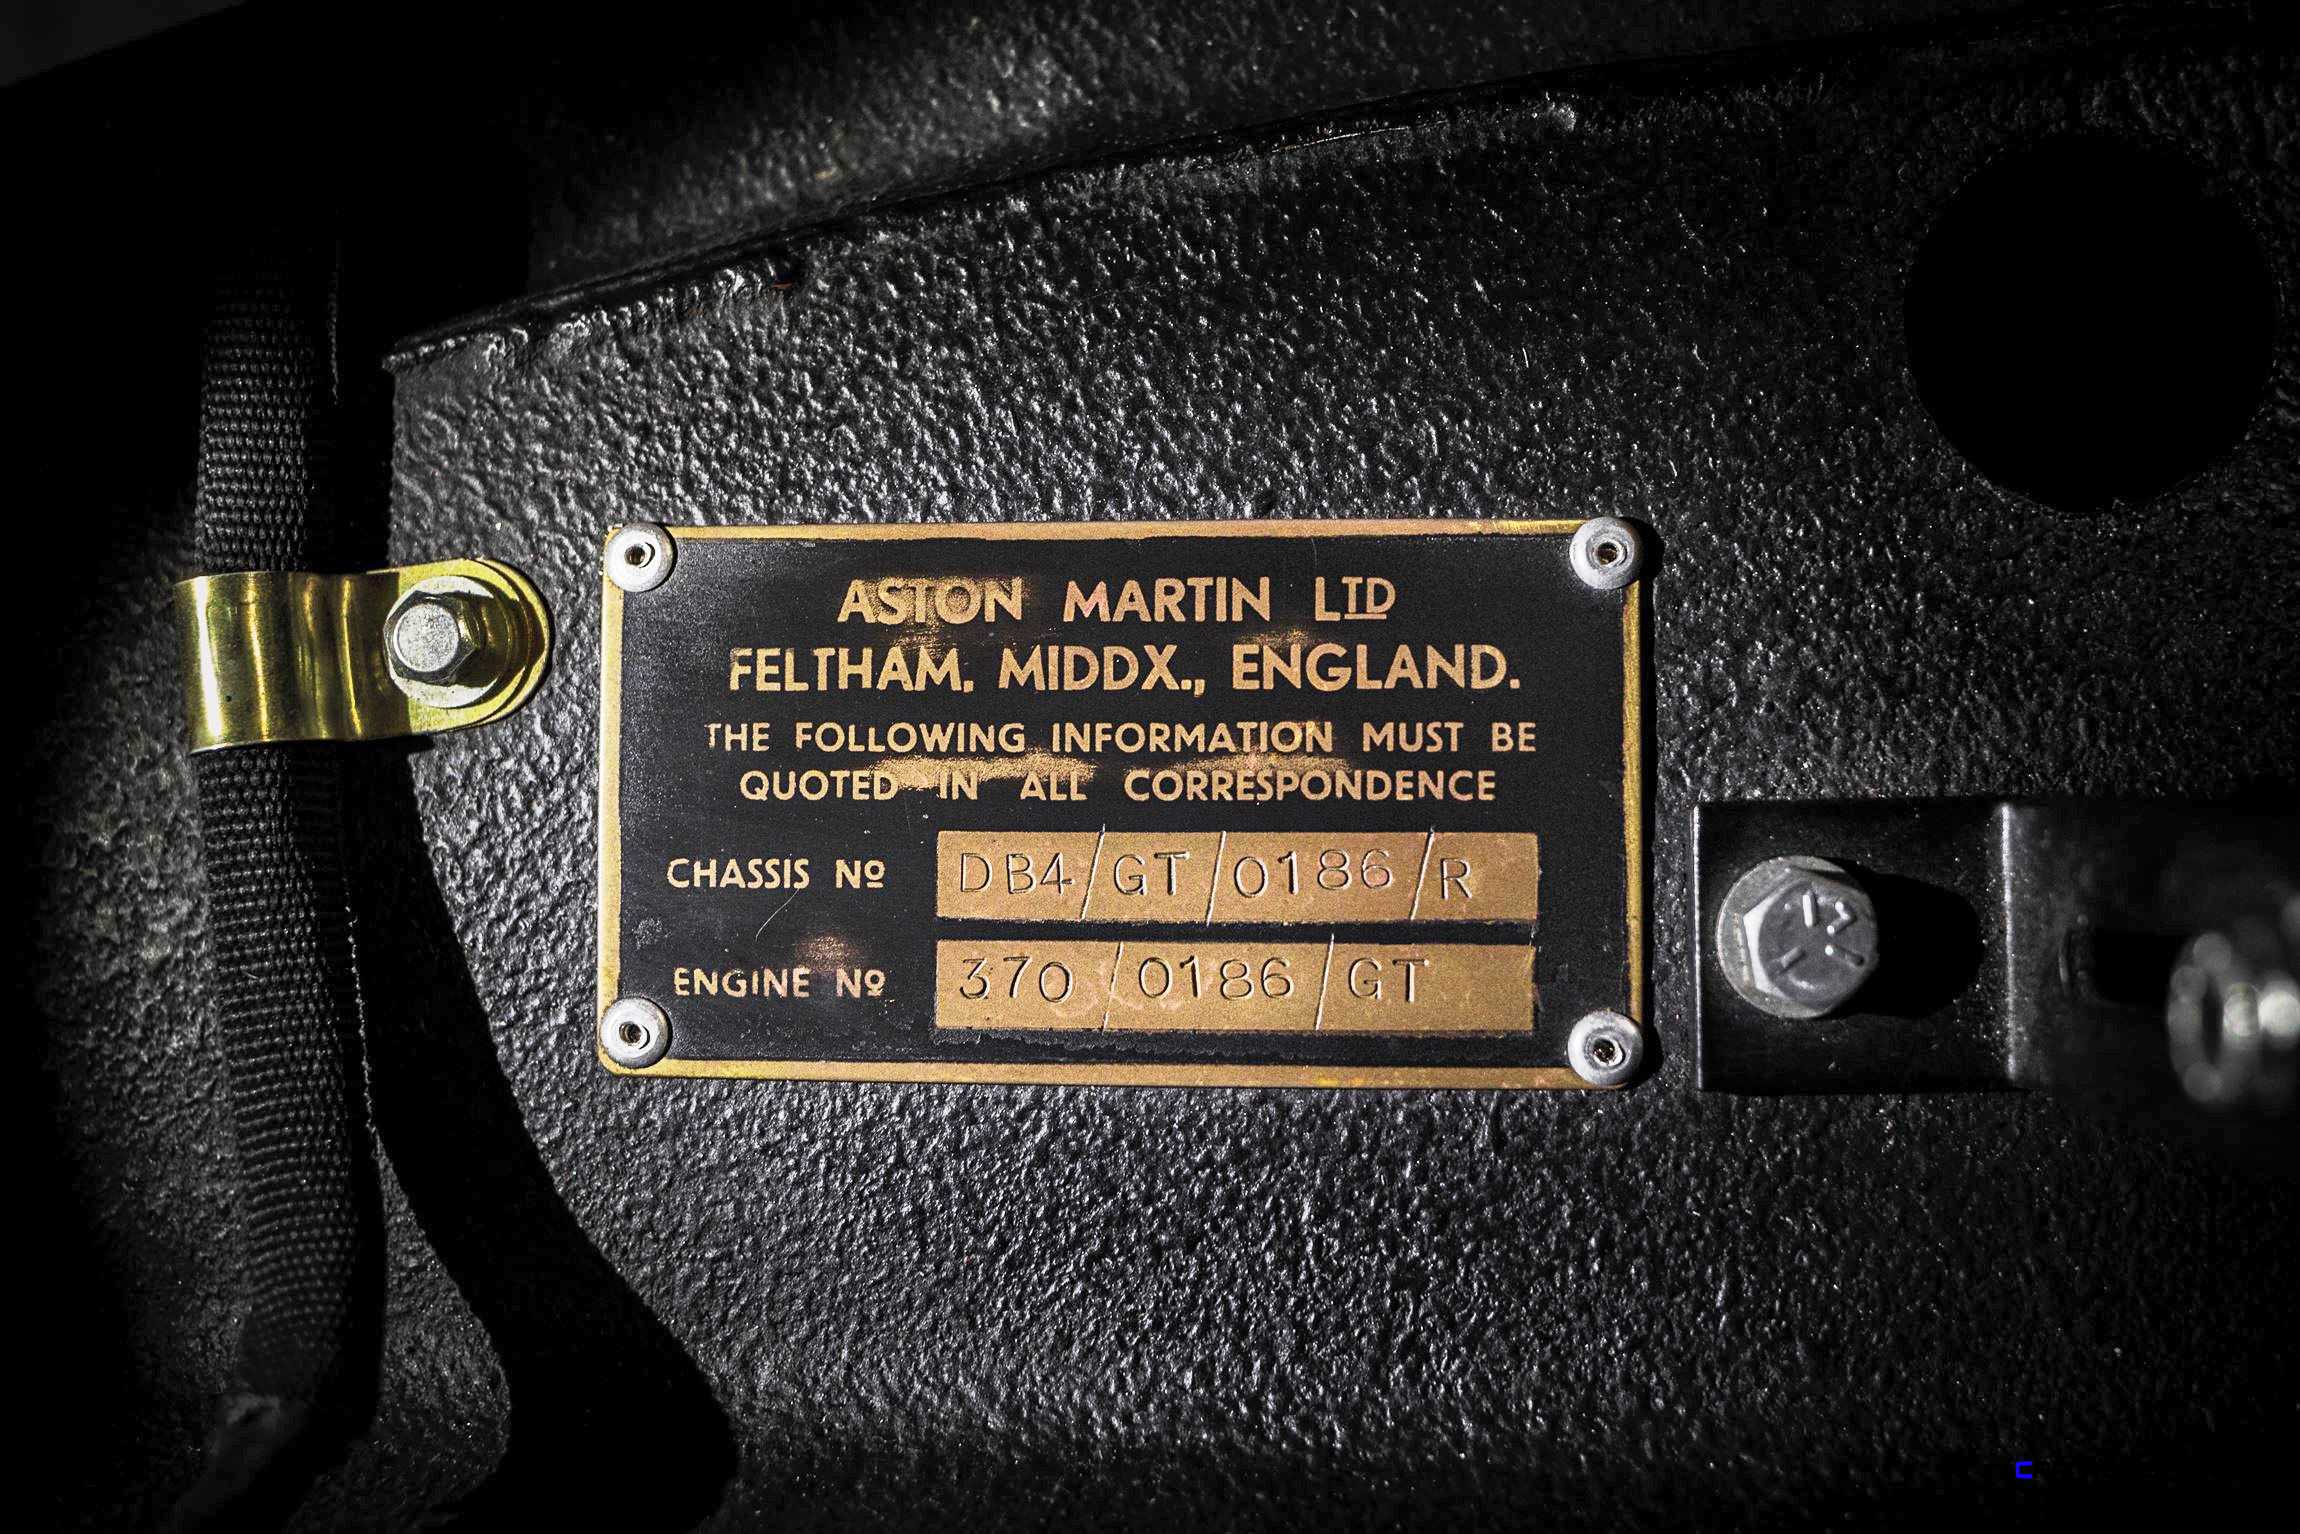 ASTON MARTIN LTD
FELTHAM, MIDDX., ENGLAND.
THE FOLLOWING INFORMATION MUST BE
QUOTED IN ALL CORRESPONDENCE
CHASSIS Nº DB4/GT/0186/R
ENGINE Nº 370/0186/GT